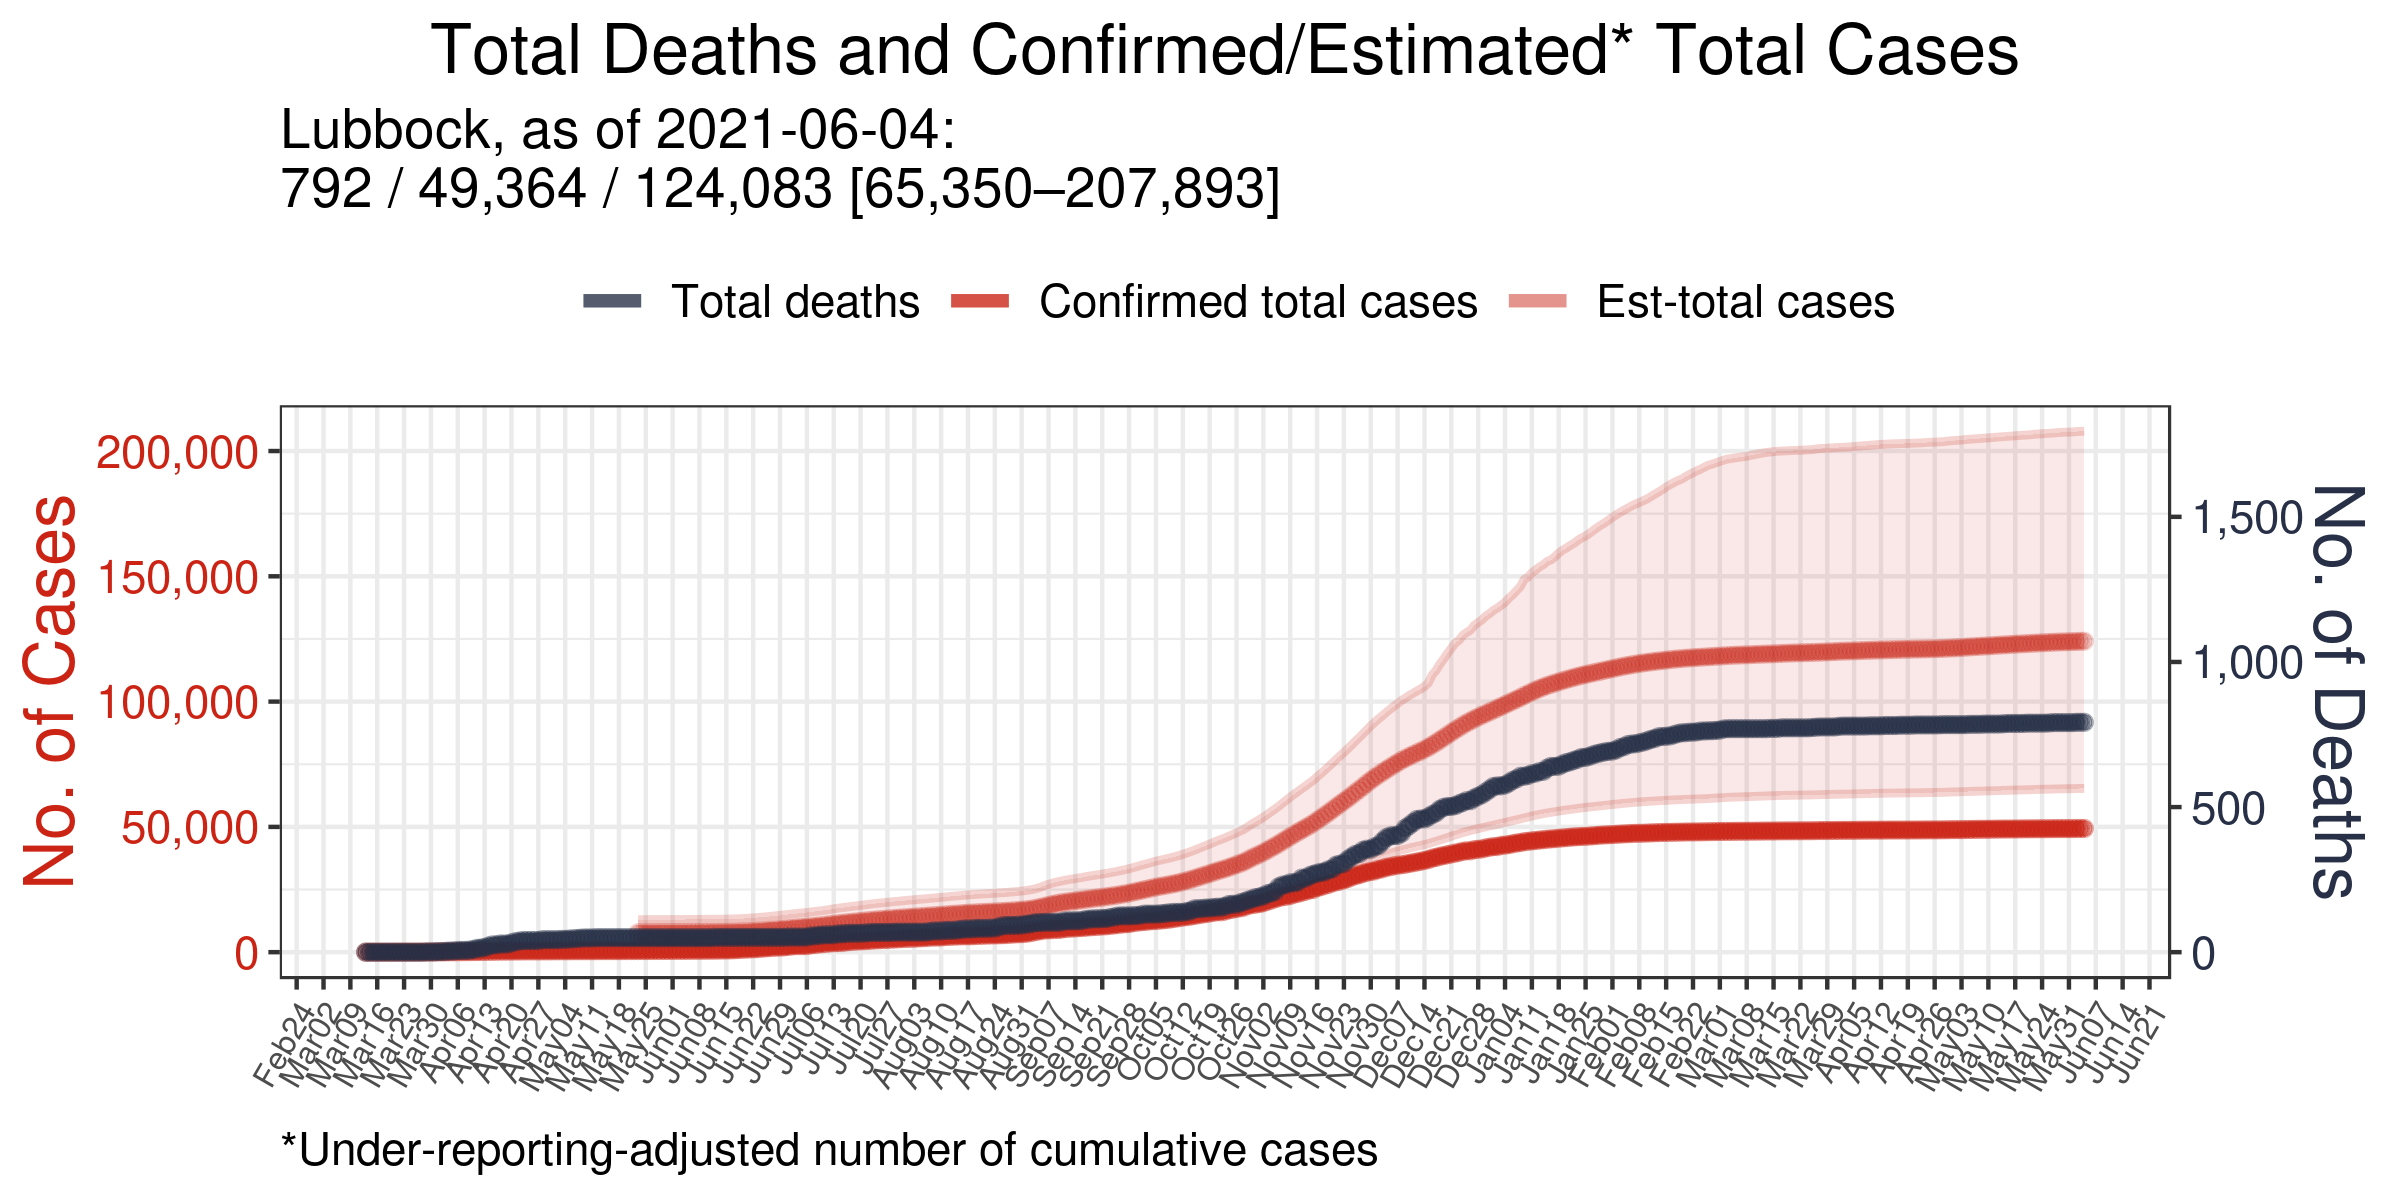 Total Deaths and Confirmed/Estimated* Total Cases
Lubbock, as of 2021-06-04:
792 / 49,364 / 124,083 [65,350–207,893]
Total deaths
Confirmed total cases
Est-total cases
No. of Cases
200,000
150,000
100,000
50,000
0
No. of Deaths
1,500
1,000
500
0
Feb24
Mar02
Mar09
Mar16
Mar23
Mar30
Apr06
Apr13
Apr20
Apr27
May04
May11
May18
May25
Jun01
Jun08
Jun15
Jun22
Jun29
Jul06
Jul13
Jul20
Jul27
Aug03
Aug10
Aug17
Aug24
Aug31
Sep07
Sep14
Sep21
Sep28
Oct05
Oct12
Oct19
Oct26
Nov02
Nov09
Nov16
Nov23
Nov30
Dec07
Dec14
Dec21
Dec28
Jan04
Jan11
Jan18
Jan25
Feb01
Feb08
Feb15
Feb22
Mar01
Mar08
Mar15
Mar22
Mar29
Apr05
Apr12
Apr19
Apr26
May03
May10
May17
May24
May31
Jun07
Jun14
Jun21
*Under-reporting-adjusted number of cumulative cases